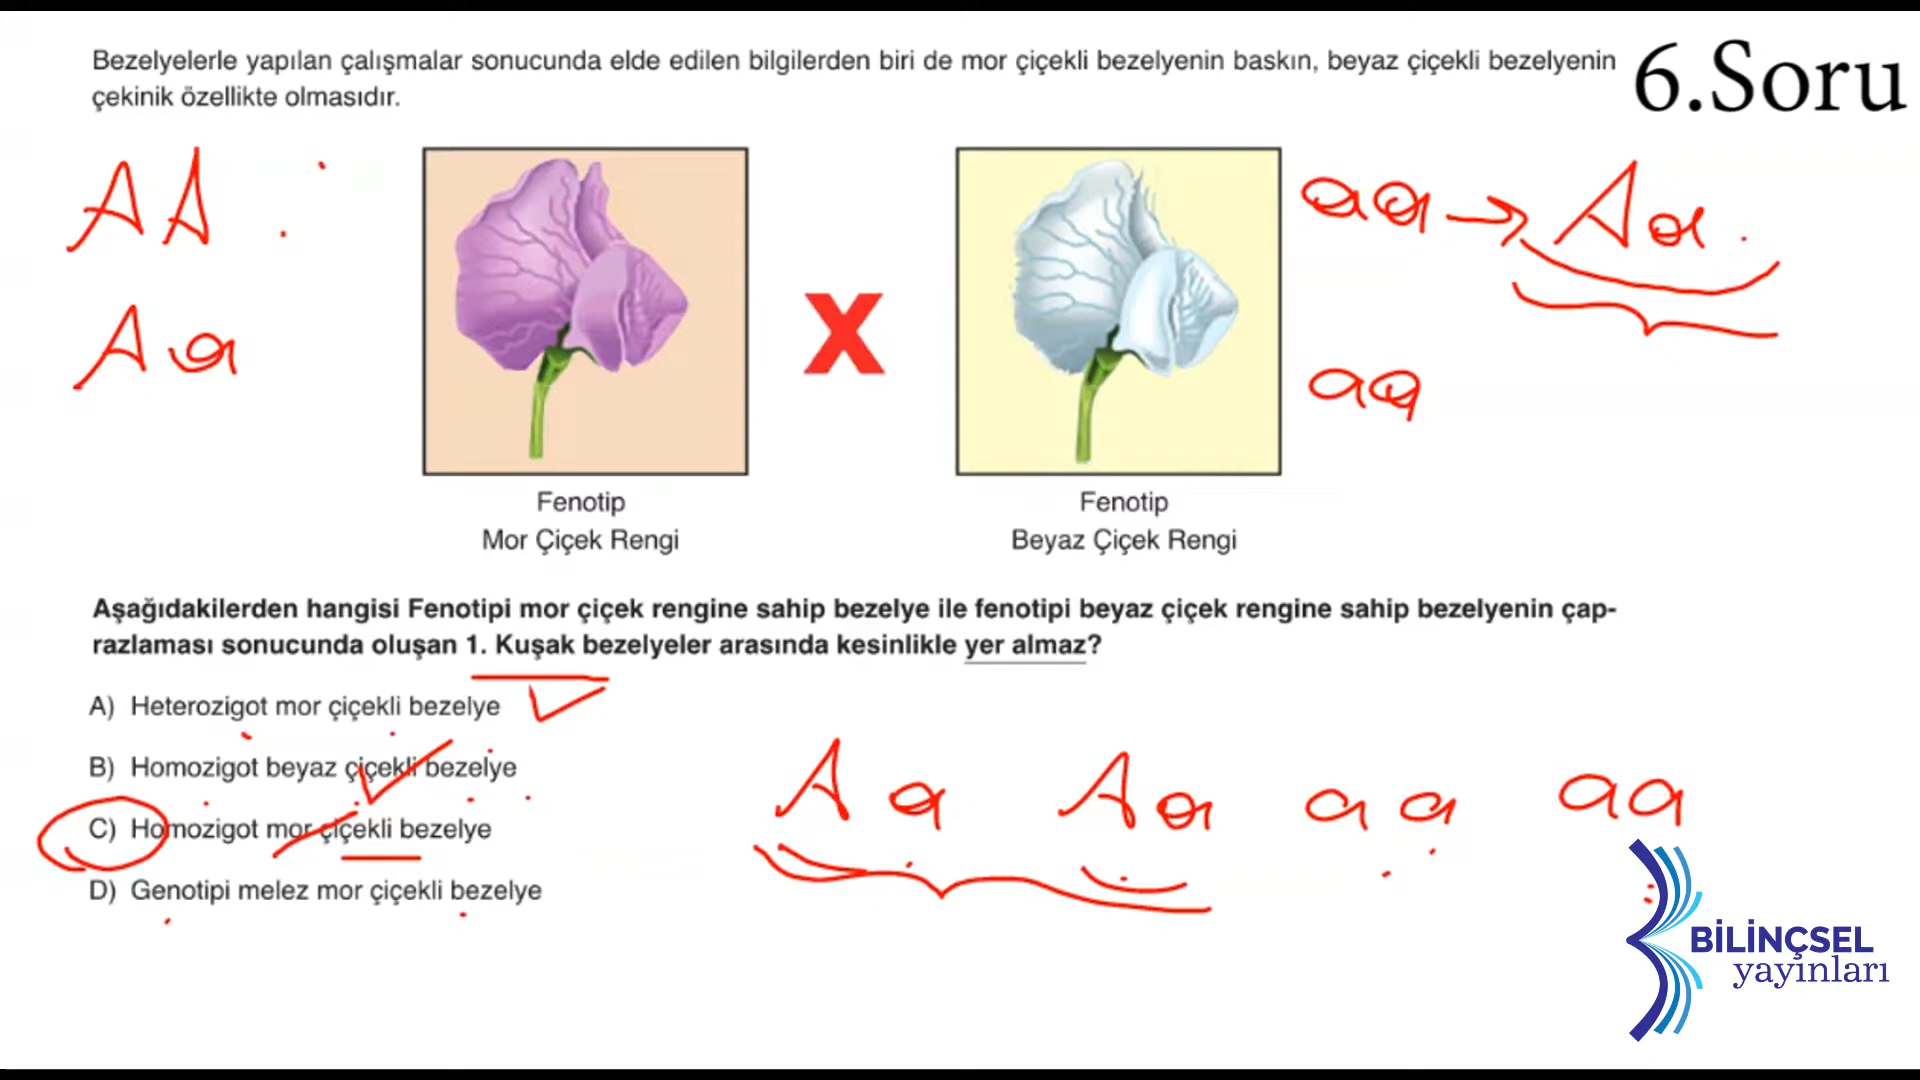 Bezelyelerle yapılan çalışmalar sonucunda elde edilen bilgilerden biri de mor çiçekli bezelyenin baskın, beyaz çiçekli bezelyenin
çekinik özellikte olmasıdır.
6.Soru
AA
aa → Aa
X
Aa
aa
Fenotip
Mor Çiçek Rengi
Fenotip
Beyaz Çiçek Rengi
Aşağıdakilerden hangisi Fenotipi mor çiçek rengine sahip bezelye ile fenotipi beyaz çiçek rengine sahip bezelyenin çap-
razlaması sonucunda oluşan 1. Kuşak bezelyeler arasında kesinlikle yer almaz?
A) Heterozigot mor çiçekli bezelye
B) Homozigot beyaz çiçekli bezelye
C) Homozigot mor çiçekli bezelye
D) Genotipi melez mor çiçekli bezelye
Aa Aa aa aa
BİLİNÇSEL
yayınları